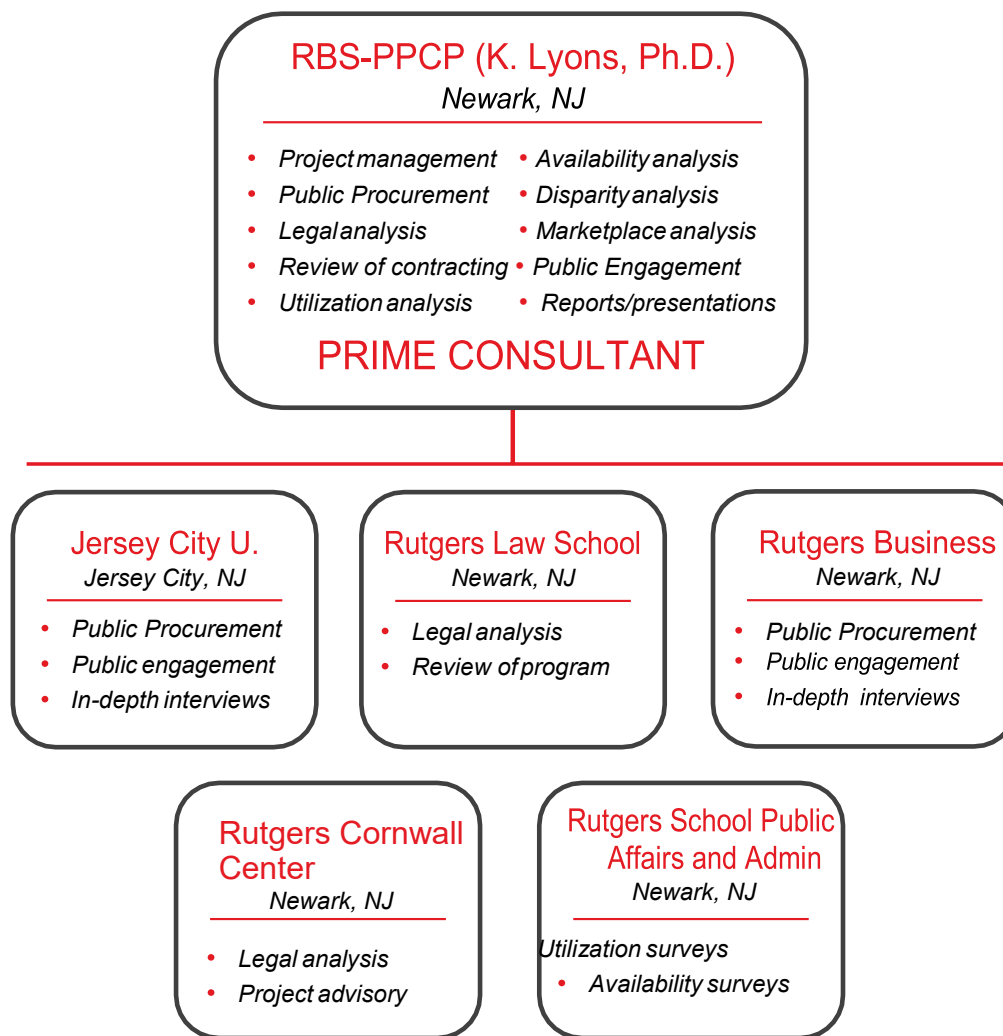 RBS-PPCP (K. Lyons, Ph.D.)
Newark, NJ
• Project management
• Public Procurement
• Legal analysis
• Review of contracting
• Utilization analysis
• Availability analysis
• Disparity analysis
• Marketplace analysis
• Public Engagement
• Reports/presentations
PRIME CONSULTANT
Jersey City U.
Jersey City, NJ
• Public Procurement
• Public engagement
• In-depth interviews
Rutgers Law School
Newark, NJ
• Legal analysis
• Review of program
Rutgers Business
Newark, NJ
• Public Procurement
• Public engagement
• In-depth interviews
Rutgers Cornwall
Center
Newark, NJ
• Legal analysis
• Project advisory
Rutgers School Public
Affairs and Admin
Newark, NJ
Utilization surveys
• Availability surveys